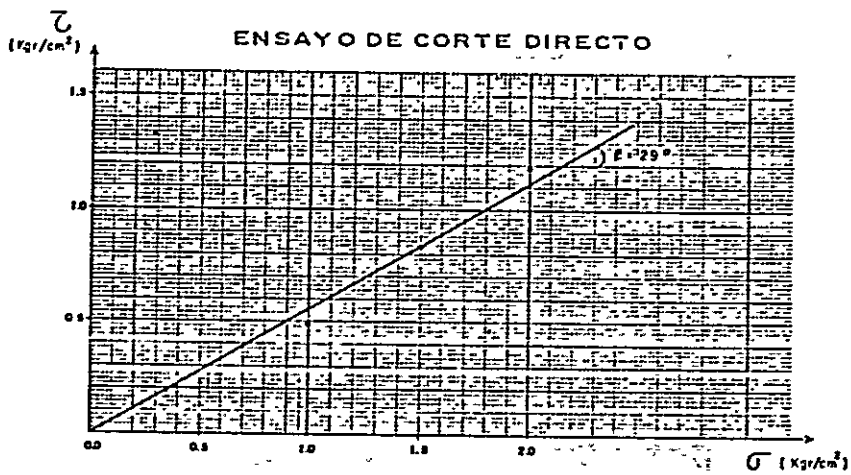 τ
(Kgr/cm²)
ENSAYO DE CORTE DIRECTO
1.5
29°
1.0
0.5
0.0 0.5 1.0 1.5 2.0
σ (Kgr/cm²)